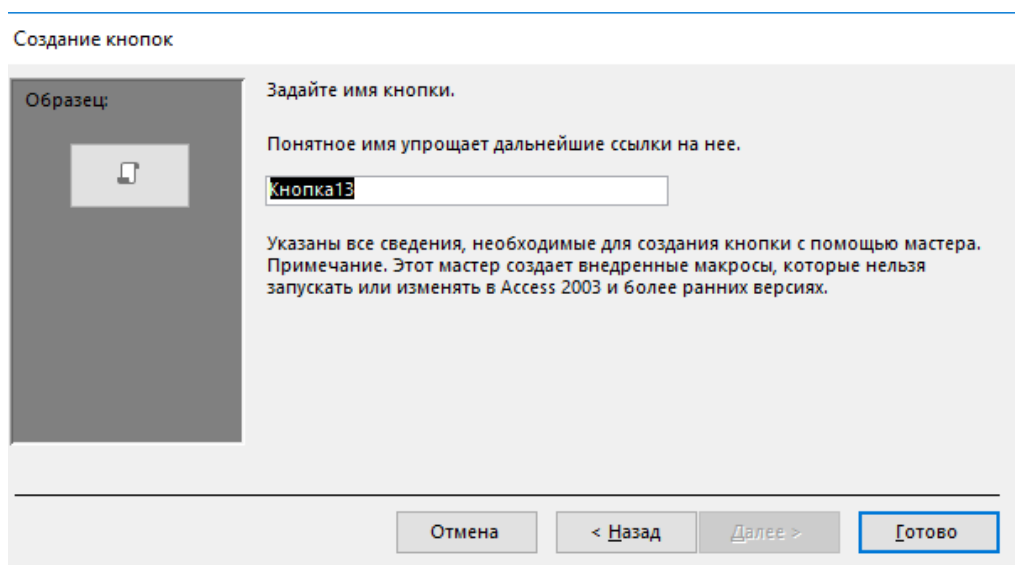 Создание кнопок
Образец:
Задайте имя кнопки.
Понятное имя упрощает дальнейшие ссылки на нее.
Кнопка13
Указаны все сведения, необходимые для создания кнопки с помощью мастера.
Примечание. Этот мастер создает внедренные макросы, которые нельзя
запускать или изменять в Access 2003 и более ранних версиях.
Отмена < Назад Далее > Готово